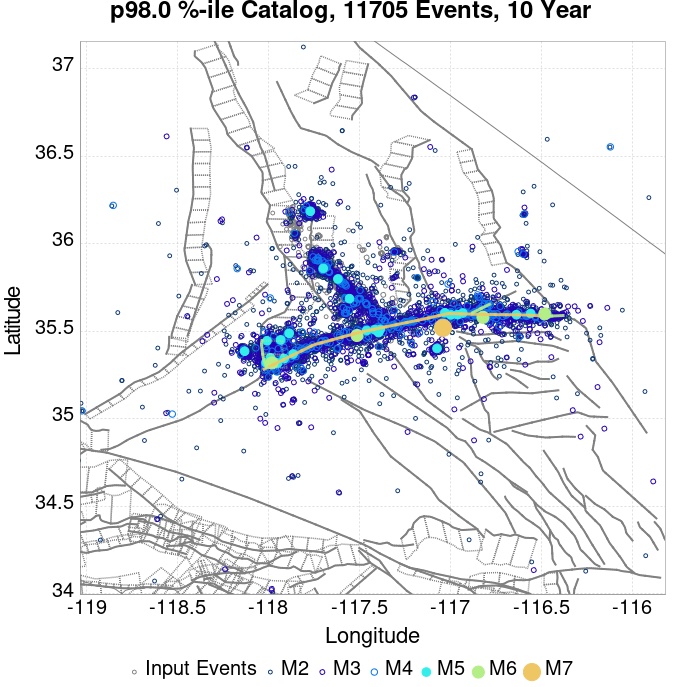 p98.0 %-ile Catalog, 11705 Events, 10 Year
37
36.5
36
35.5
35
34.5
34
Latitude
-119 -118.5 -118 -117.5 -117 -116.5 -116
Longitude
Input Events M2 M3 M4 M5 M6 M7